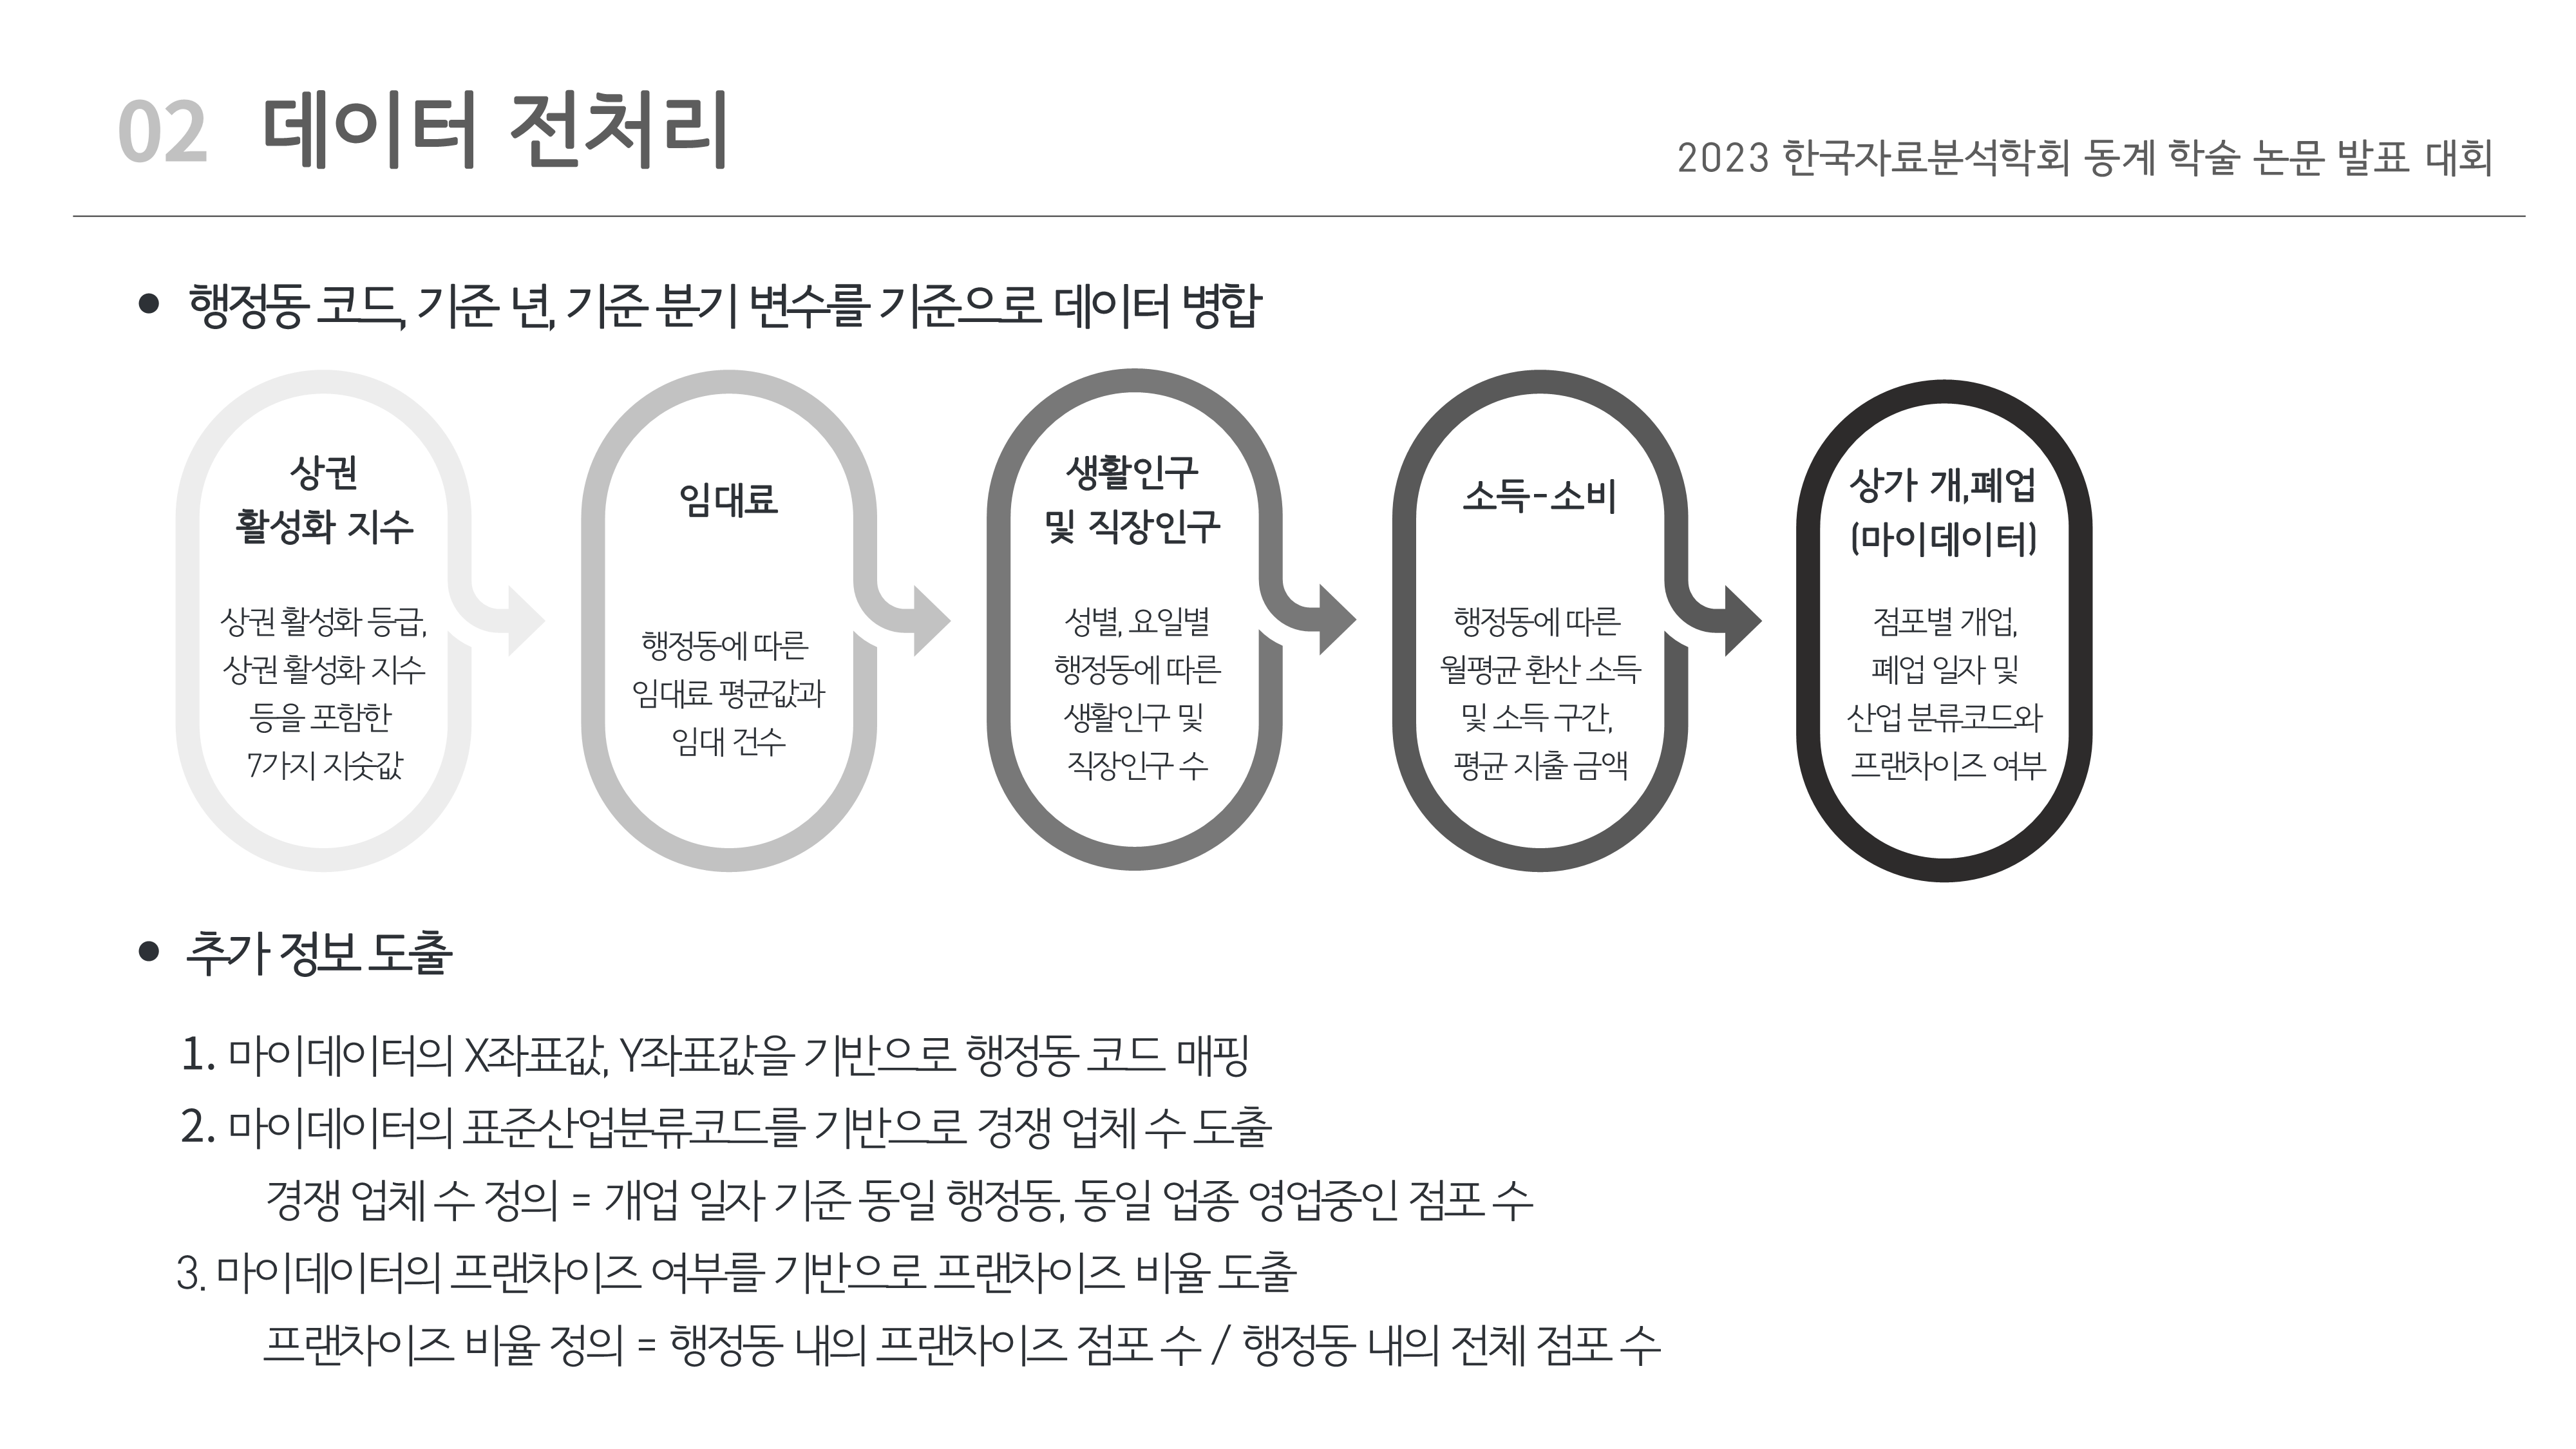 02 데이터 전처리
2023 한국자료분석학회 동계 학술 논문 발표 대회
• 행정동 코드, 기준 년, 기준 분기 변수를 기준으로 데이터 병합
상권
활성화 지수
상권 활성화 등급,
상권 활성화 지수
등을 포함한
7가지 지숫값
임대료
행정동에 따른
임대료 평균값과
임대 건수
생활인구
및 직장인구
성별, 요일별
행정동에 따른
생활인구 및
직장인구 수
소득-소비
행정동에 따른
월평균 환산 소득
및 소득 구간,
평균 지출 금액
상가 개,폐업
(마이데이터)
점포별 개업,
폐업 일자 및
산업 분류코드와
프랜차이즈 여부
• 추가 정보 도출
1. 마이데이터의 X좌표값, Y좌표값을 기반으로 행정동 코드 매핑
2. 마이데이터의 표준산업분류코드를 기반으로 경쟁 업체 수 도출
경쟁 업체 수 정의 = 개업 일자 기준 동일 행정동, 동일 업종 영업중인 점포 수
3. 마이데이터의 프랜차이즈 여부를 기반으로 프랜차이즈 비율 도출
프랜차이즈 비율 정의 = 행정동 내의 프랜차이즈 점포 수 / 행정동 내의 전체 점포 수